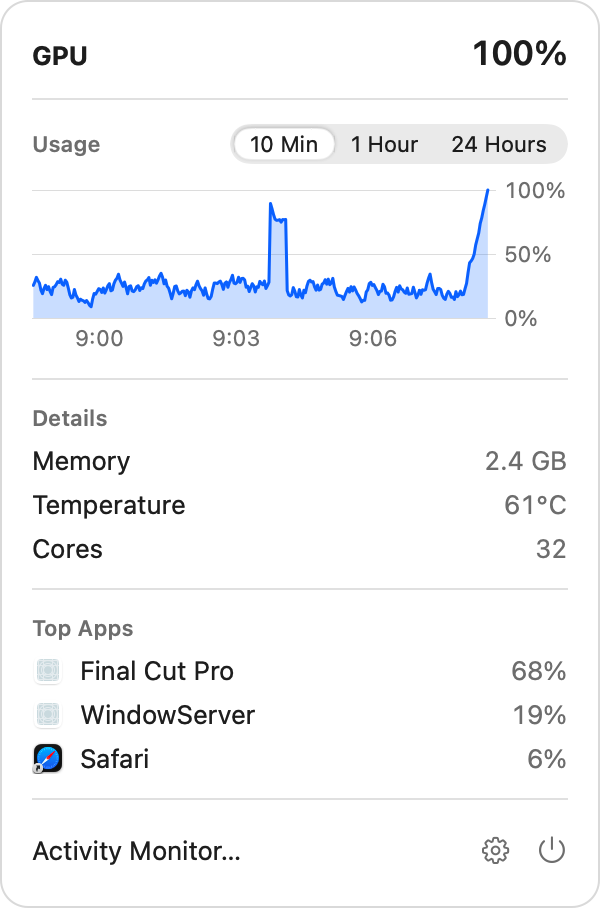 GPU 100%
Usage 10 Min 1 Hour 24 Hours
100%
50%
0%
9:00 9:03 9:06
Details
Memory 2.4 GB
Temperature 61°C
Cores 32
Top Apps
Final Cut Pro 68%
WindowServer 19%
Safari 6%
Activity Monitor...